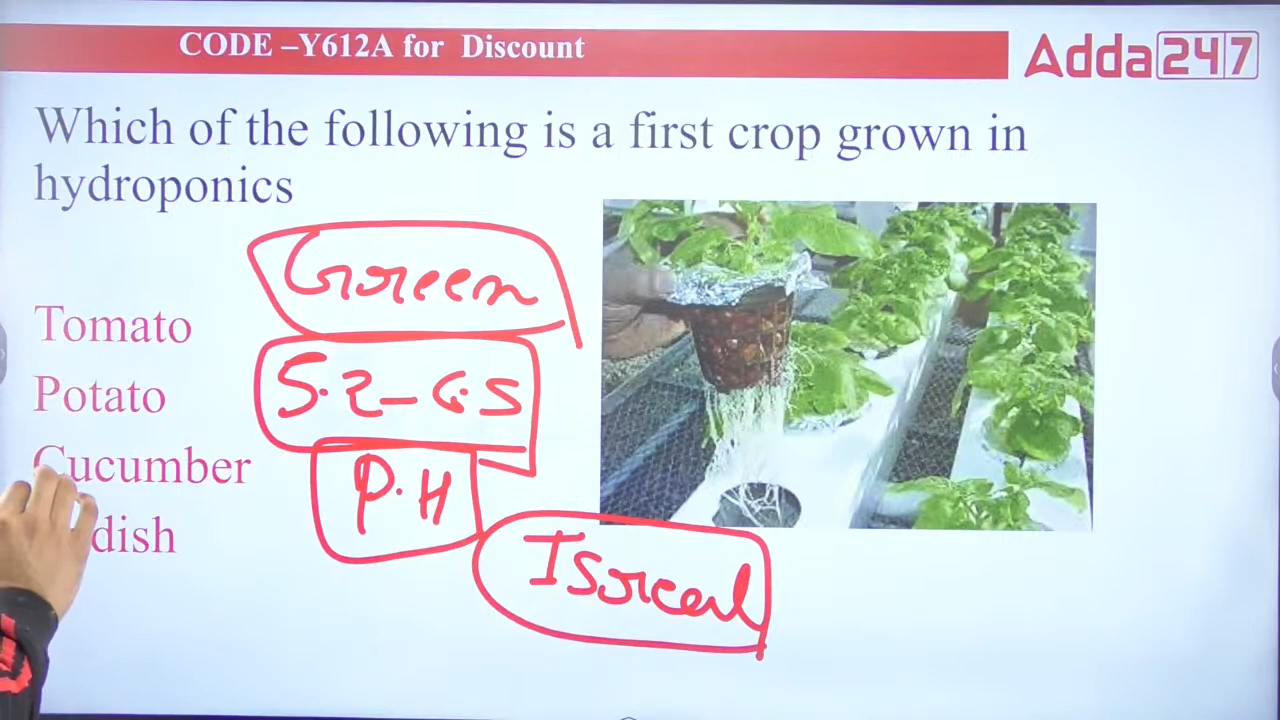 CODE –Y612A for Discount
Adda247
Which of the following is a first crop grown in
hydroponics
Green
Tomato
5.2-6.5
Potato
Cucumber
P.H
dish